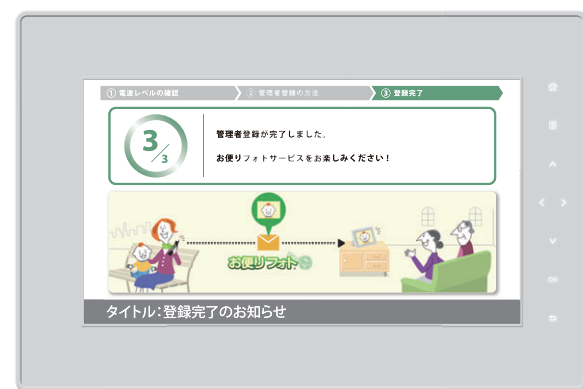 ① 電波レベルの確認
② 管理者登録の方法
③ 登録完了
3/3
管理者登録が完了しました。
お便りフォトサービスをお楽しみください！
お便りフォト
タイトル:登録完了のお知らせ
OK